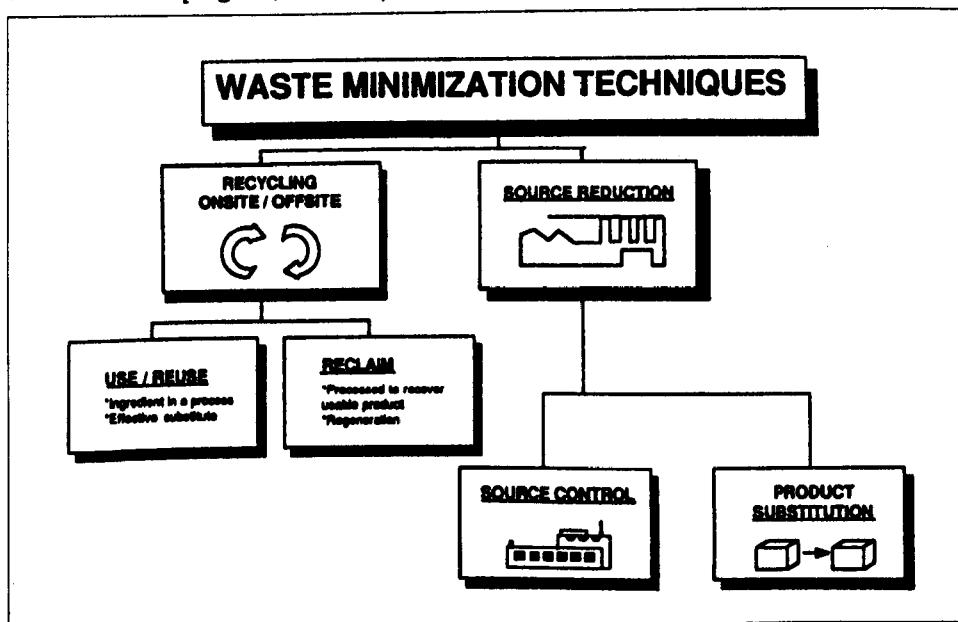 WASTE MINIMIZATION TECHNIQUES
RECYCLING
ONSITE / OFFSITE
SOURCE REDUCTION
USE / REUSE
*Ingredient in a process
*Effective substitute
RECLAIM
*Processed to recover
usable product
*Regeneration
SOURCE CONTROL
PRODUCT
SUBSTITUTION